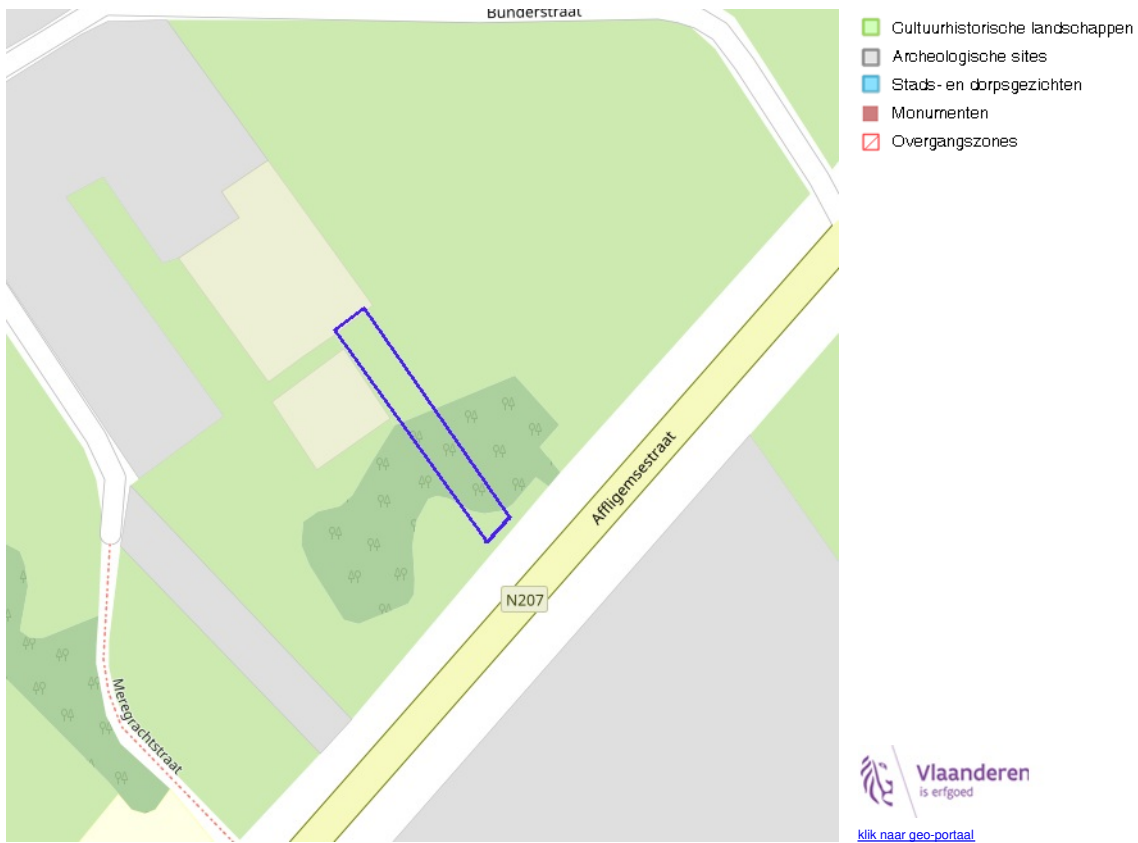 Bunderstraat
Affligemsestraat
N207
Meregrachtstraat
Cultuurhistorische landschappen
Archeologische sites
Stads- en dorpsgezichten
Monumenten
Overgangszones
Vlaanderen
is erfgoed
klik naar geo-portaal